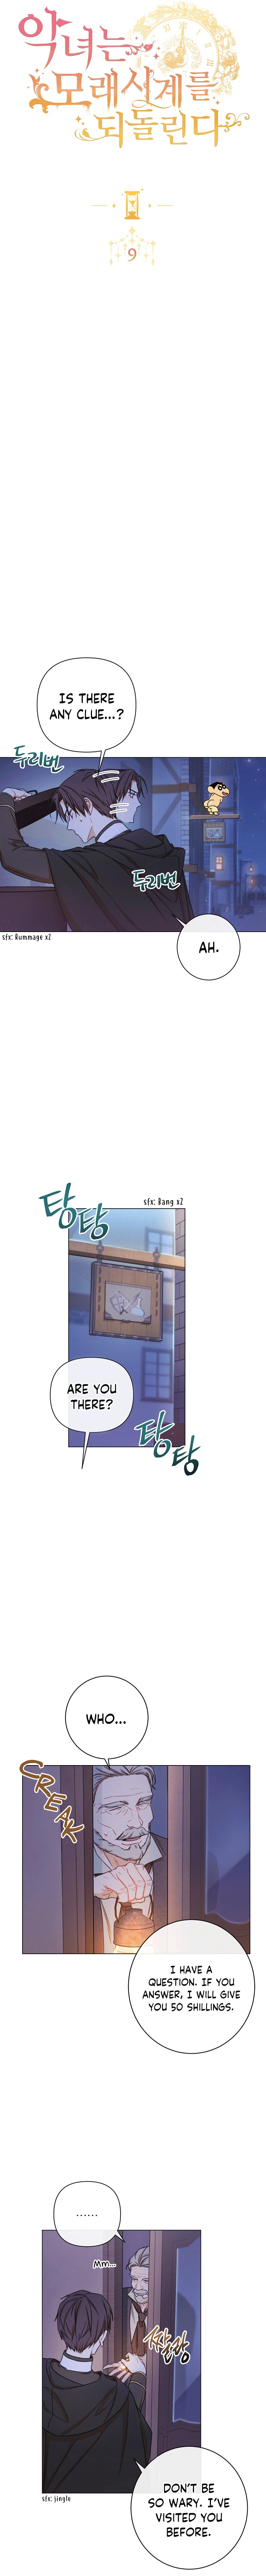 악녀는
모래시계를
되돌린다
9
IS THERE
ANY CLUE...?
두리번
두리번
sfx: Rummage x2
AH.
sfx: Bang x2
탕
탕
ARE YOU
THERE?
탕
탕
WHO...
CREAK
I HAVE A
QUESTION. IF YOU
ANSWER, I WILL GIVE
YOU 50 SHILLINGS.
......
Mm...
sfx: jingle
DON'T BE
SO WARY. I'VE
VISITED YOU
BEFORE.